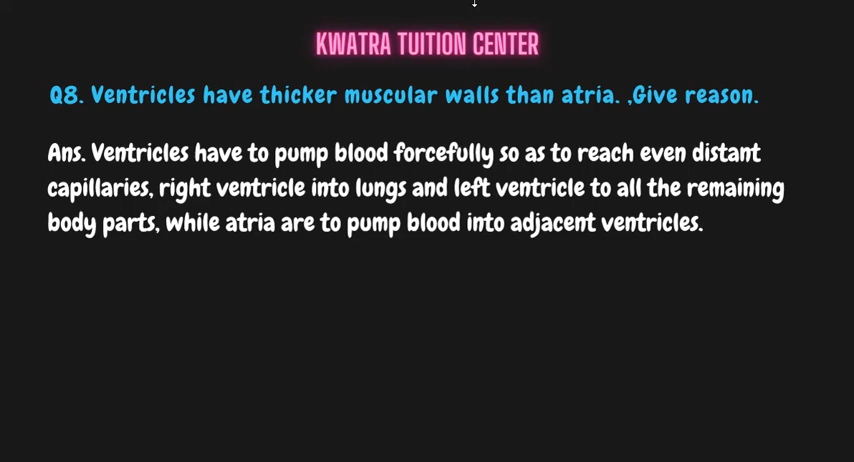 KWATRA TUITION CENTER
Q8. Ventricles have thicker muscular walls than atria. ,Give reason.
Ans. Ventricles have to pump blood forcefully so as to reach even distant
capillaries, right ventricle into lungs and left ventricle to all the remaining
body parts, while atria are to pump blood into adjacent ventricles.